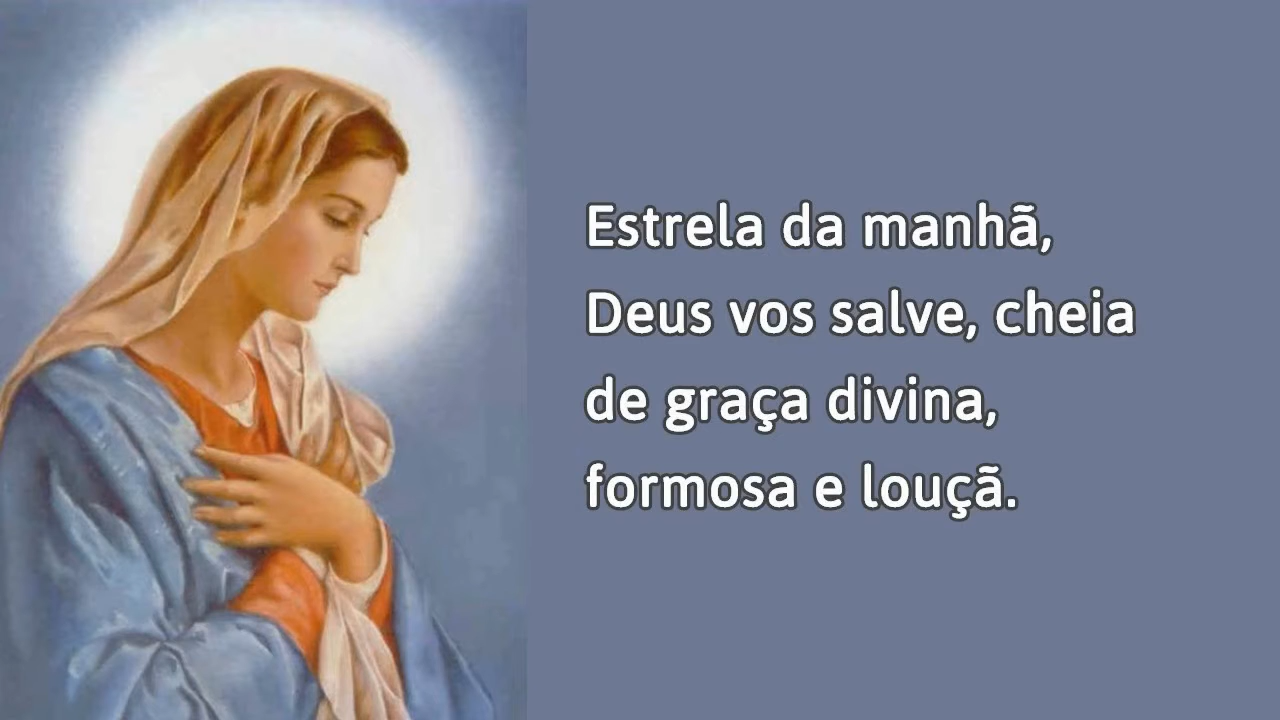 Estrela da manhã,
Deus vos salve, cheia
de graça divina,
formosa e louçã.